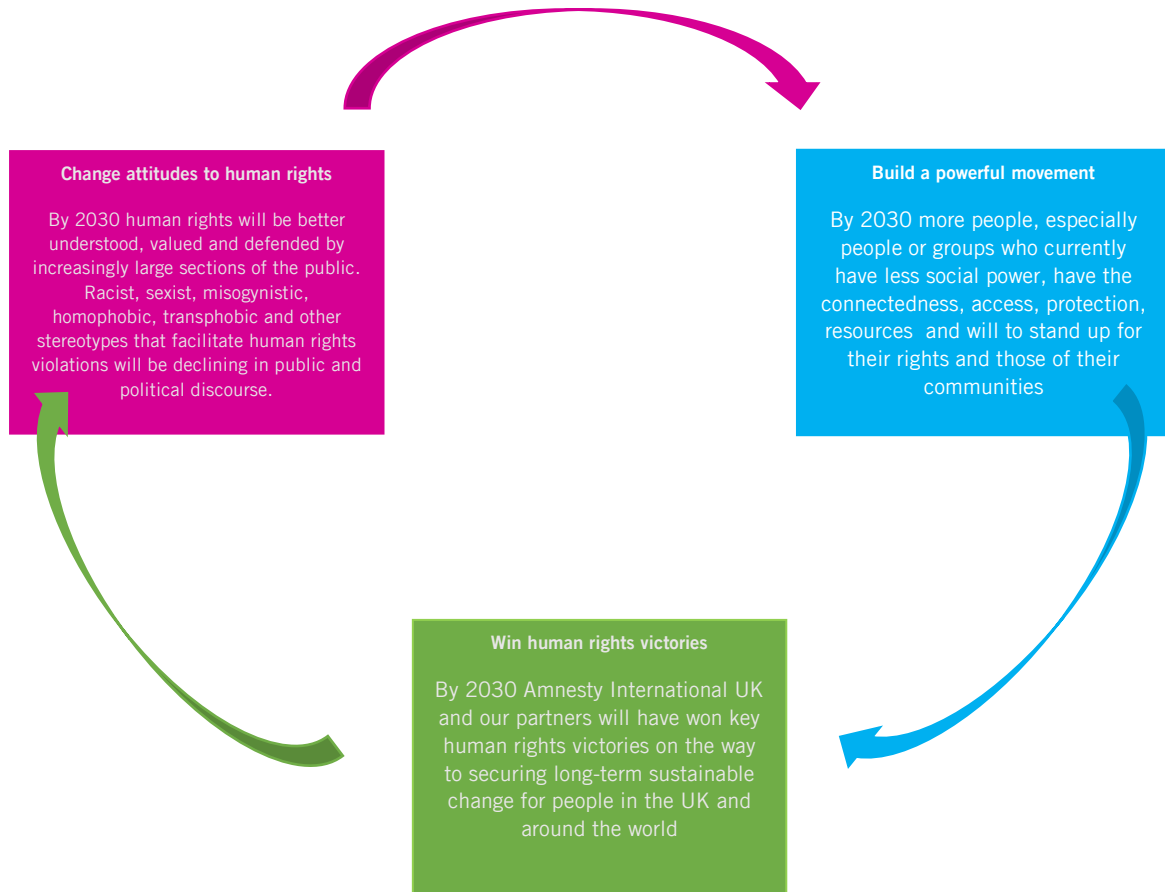 Change attitudes to human rights
By 2030 human rights will be better
understood, valued and defended by
increasingly large sections of the public.
Racist, sexist, misogynistic,
homophobic, transphobic and other
stereotypes that facilitate human rights
violations will be declining in public and
political discourse.
Build a powerful movement
By 2030 more people, especially
people or groups who currently
have less social power, have the
connectedness, access, protection,
resources and will to stand up for
their rights and those of their
communities
Win human rights victories
By 2030 Amnesty International UK
and our partners will have won key
human rights victories on the way
to securing long-term sustainable
change for people in the UK and
around the world